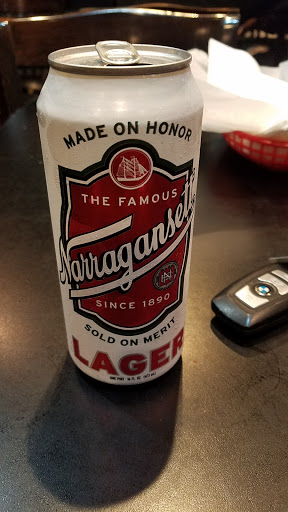 MADE ON HONOR
THE FAMOUS
Narragansett
SINCE 1890
SOLD ON MERIT
LAGER